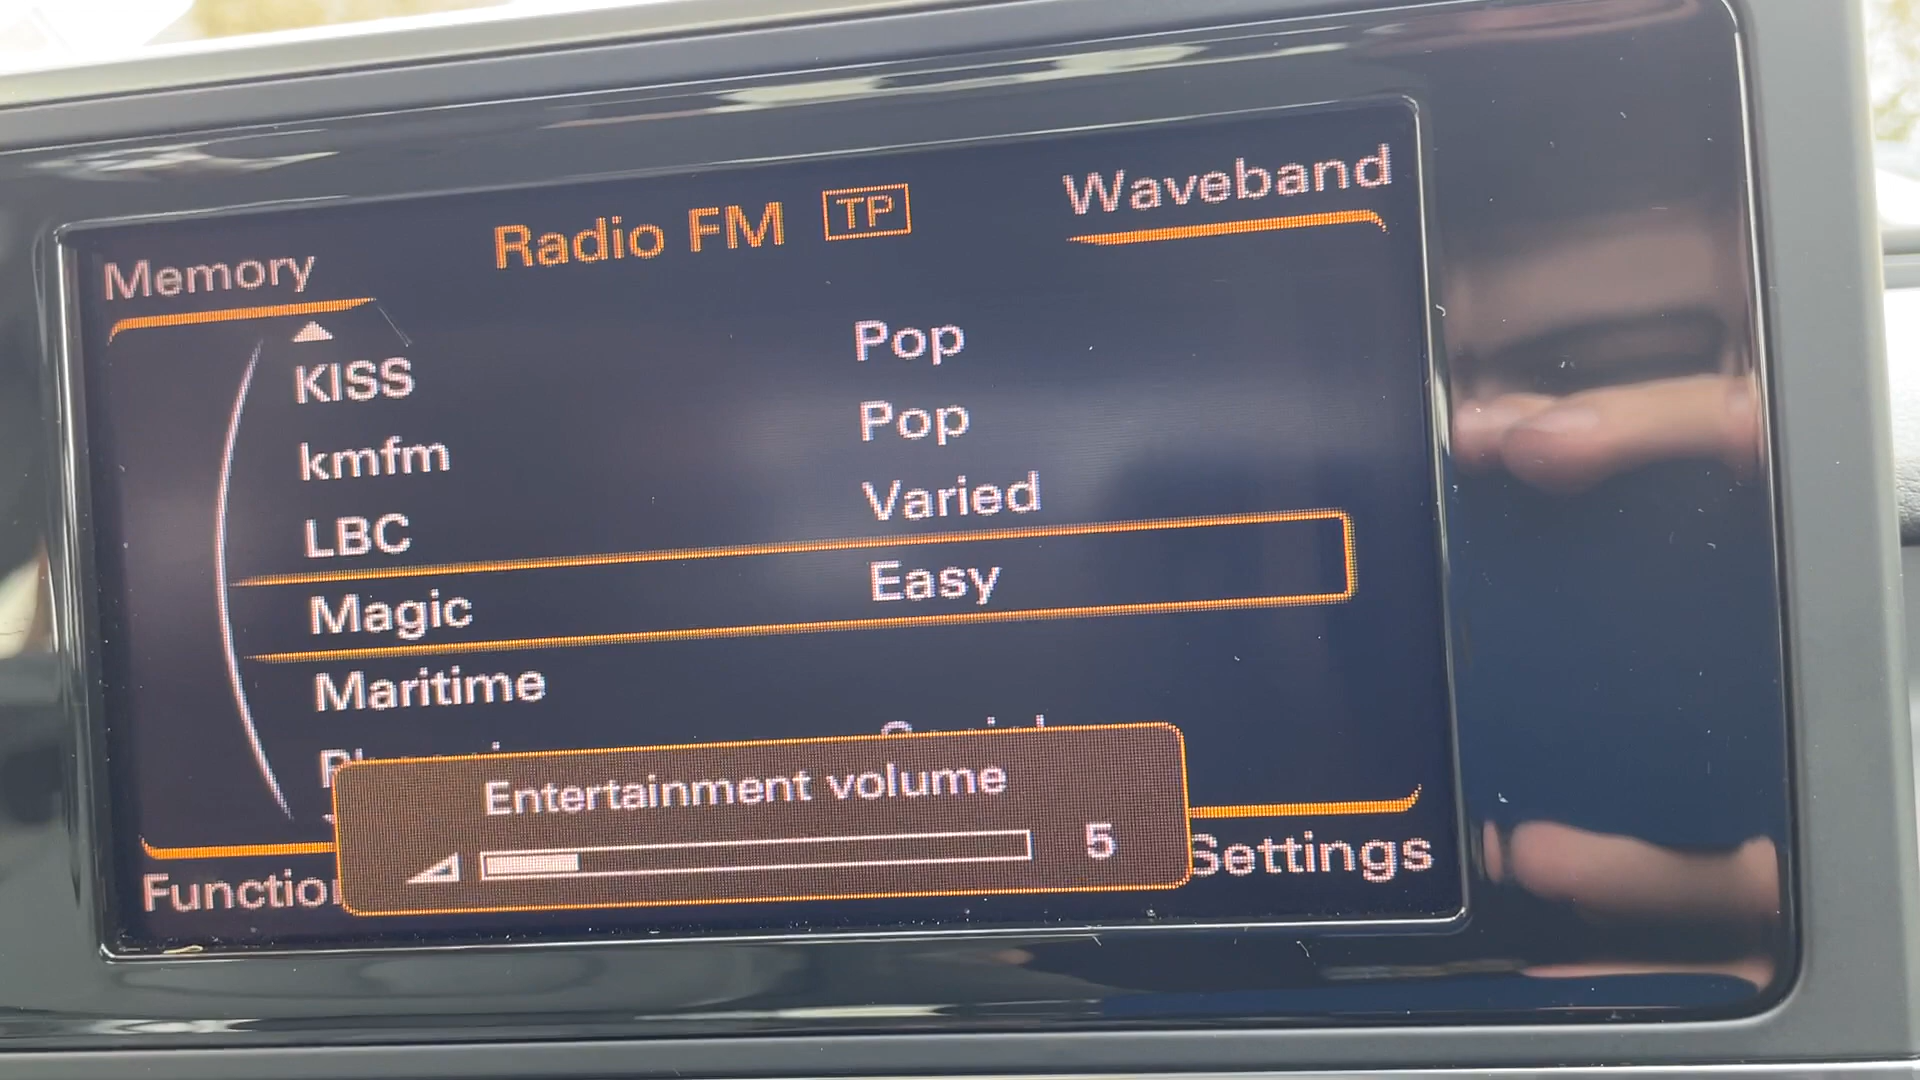 Radio FM TP
Waveband
Memory
KISS Pop
kmfm Pop
LBC Varied
Magic Easy
Maritime
Entertainment volume
5
Settings